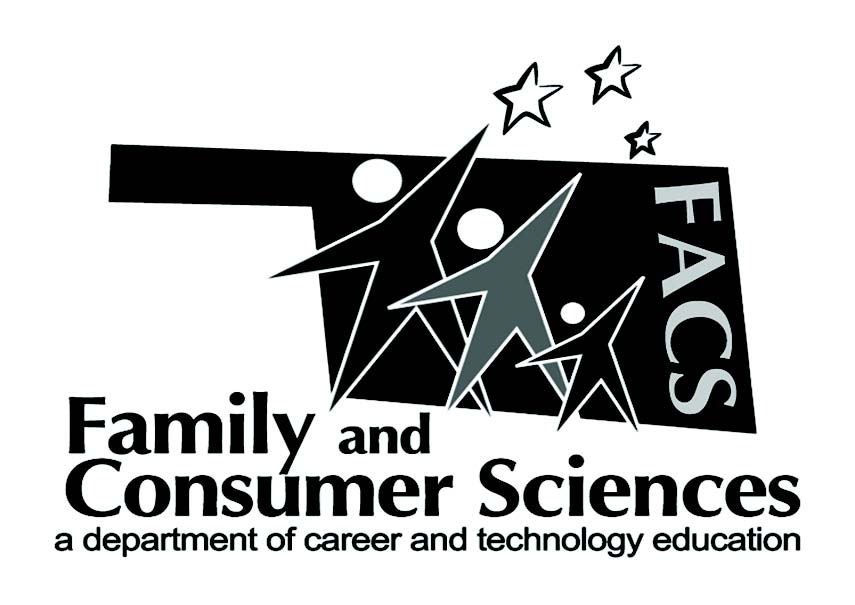 FACS
Family and
Consumer Sciences
a department of career and technology education